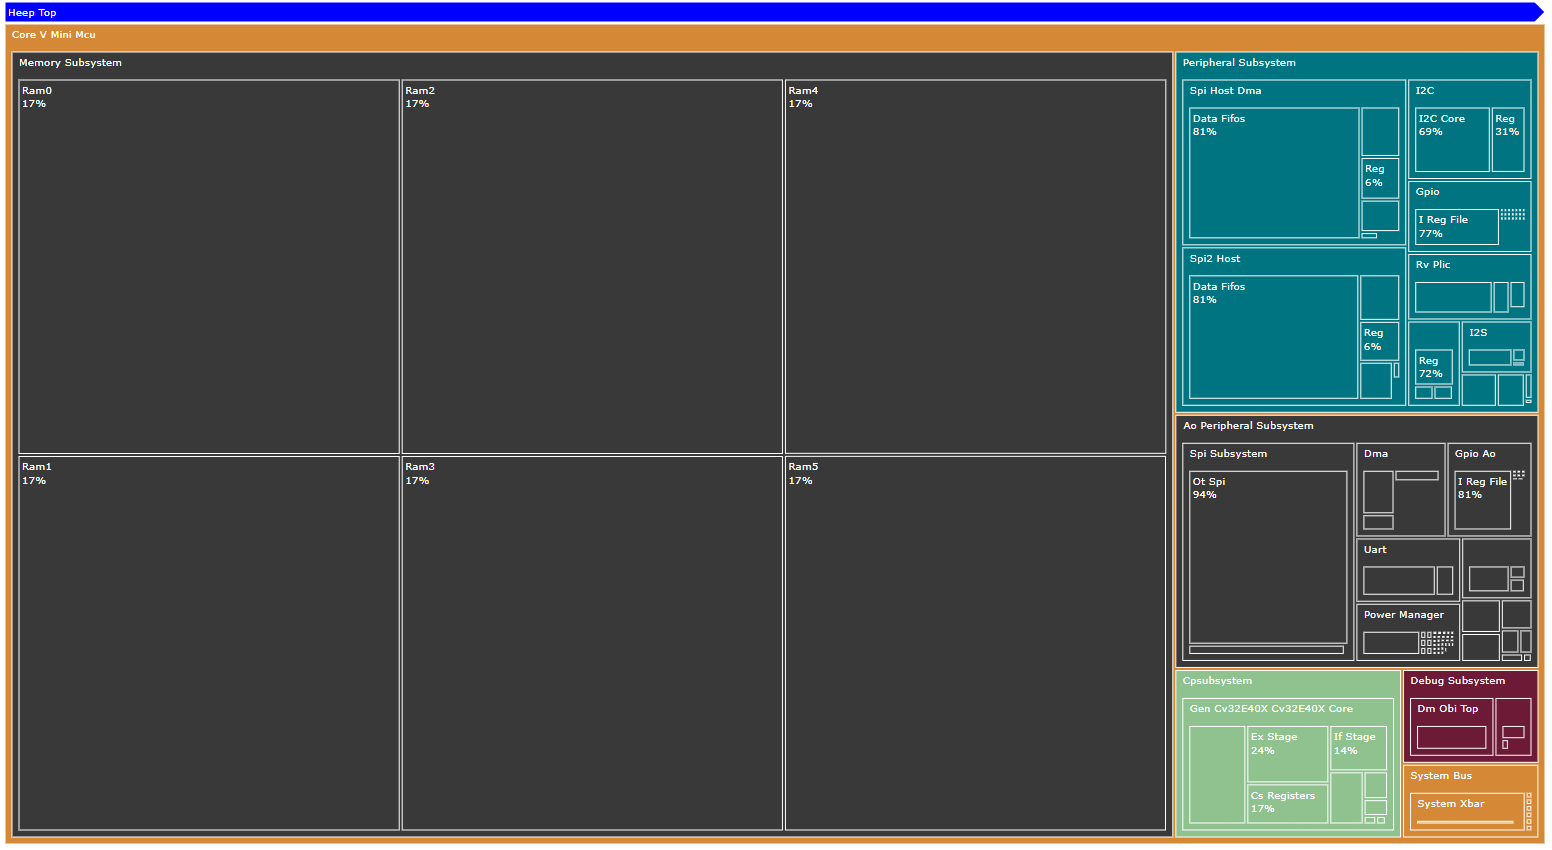 Heep Top
Core V Mini Mcu
Memory Subsystem
Ram0
17%
Ram2
17%
Ram4
17%
Ram1
17%
Ram3
17%
Ram5
17%
Peripheral Subsystem
Spi Host Dma
Data Fifos
81%
Reg
6%
I2C
I2C Core
69%
Reg
31%
Gpio
I Reg File
77%
Spi2 Host
Data Fifos
81%
Reg
6%
Rv Plic
Reg
72%
I2S
Ao Peripheral Subsystem
Spi Subsystem
Ot Spi
94%
Dma
Gpio Ao
I Reg File
81%
Uart
Power Manager
Cpsubsystem
Gen Cv32E40X Cv32E40X Core
Ex Stage
24%
If Stage
14%
Cs Registers
17%
Debug Subsystem
Dm Obi Top
System Bus
System Xbar